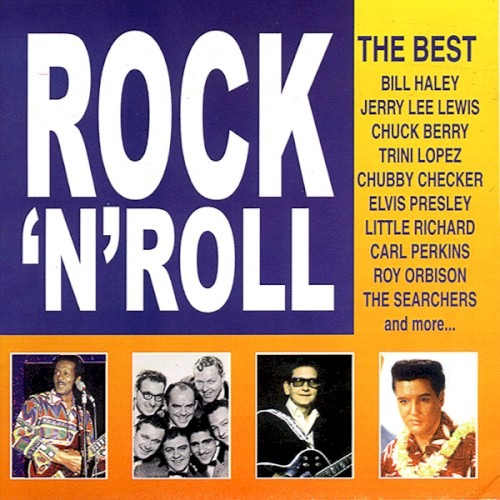 ROCK
'N'ROLL
THE BEST
BILL HALEY
JERRY LEE LEWIS
CHUCK BERRY
TRINI LOPEZ
CHUBBY CHECKER
ELVIS PRESLEY
LITTLE RICHARD
CARL PERKINS
ROY ORBISON
THE SEARCHERS
and more...